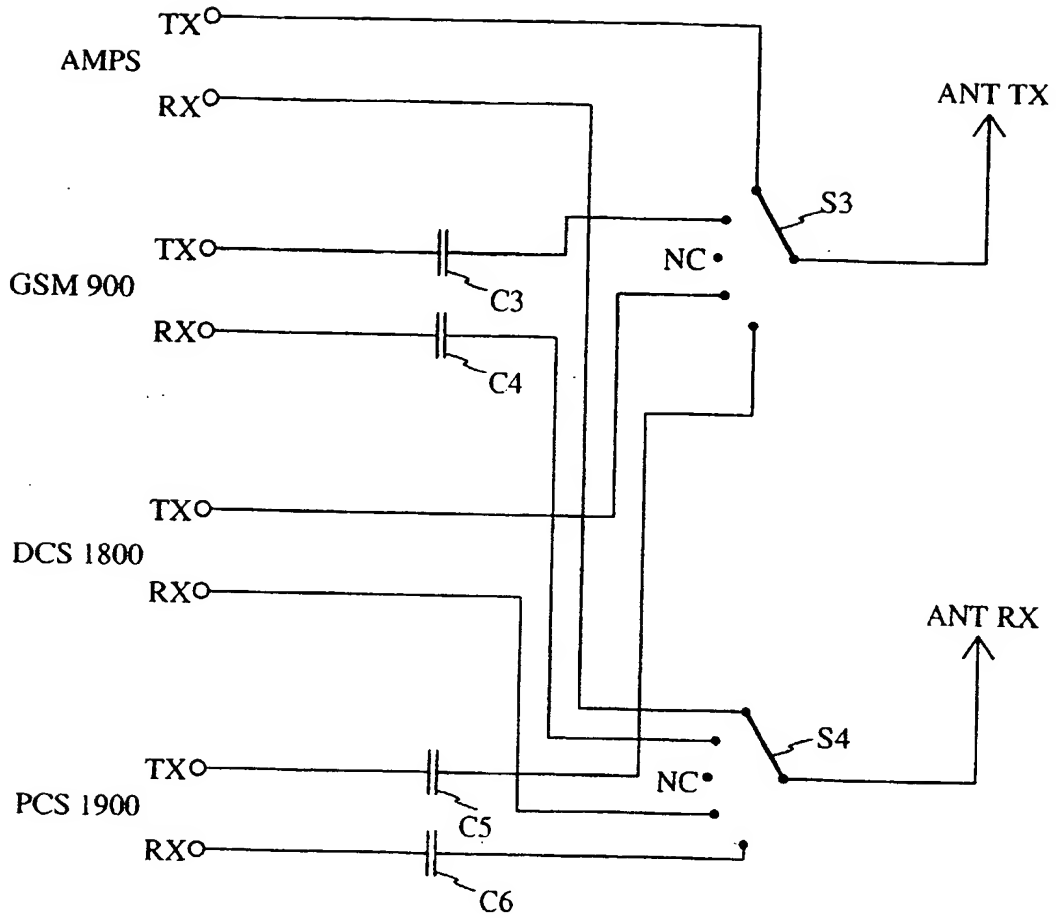 TX
AMPS
RX
ANT TX
S3
TX
NC
GSM 900
C3
RX
C4
TX
DCS 1800
RX
ANT RX
S4
TX
NC
PCS 1900
C5
RX
C6